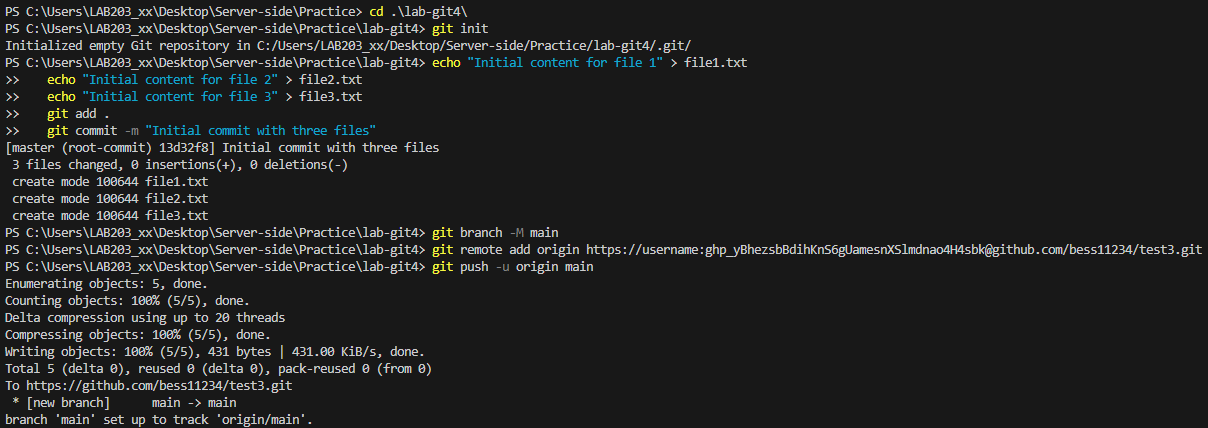 PS C:\Users\LAB203_xx\Desktop\Server-side\Practice> cd .\lab-git4\
PS C:\Users\LAB203_xx\Desktop\Server-side\Practice\lab-git4> git init
Initialized empty Git repository in C:/Users/LAB203_xx/Desktop/Server-side/Practice/lab-git4/.git/
PS C:\Users\LAB203_xx\Desktop\Server-side\Practice\lab-git4> echo "Initial content for file 1" > file1.txt
>> echo "Initial content for file 2" > file2.txt
>> echo "Initial content for file 3" > file3.txt
>> git add .
>> git commit -m "Initial commit with three files"
[master (root-commit) 13d32f8] Initial commit with three files
3 files changed, 0 insertions(+), 0 deletions(-)
create mode 100644 file1.txt
create mode 100644 file2.txt
create mode 100644 file3.txt
PS C:\Users\LAB203_xx\Desktop\Server-side\Practice\lab-git4> git branch -M main
PS C:\Users\LAB203_xx\Desktop\Server-side\Practice\lab-git4> git remote add origin https://username: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@github.com/bess11234/test3.git
PS C:\Users\LAB203_xx\Desktop\Server-side\Practice\lab-git4> git push -u origin main
Enumerating objects: 5, done.
Counting objects: 100% (5/5), done.
Delta compression using up to 20 threads
Compressing objects: 100% (5/5), done.
Writing objects: 100% (5/5), 431 bytes | 431.00 KiB/s, done.
Total 5 (delta 0), reused 0 (delta 0), pack-reused 0 (from 0)
To https://github.com/bess11234/test3.git
* [new branch] main -> main
branch 'main' set up to track 'origin/main'.